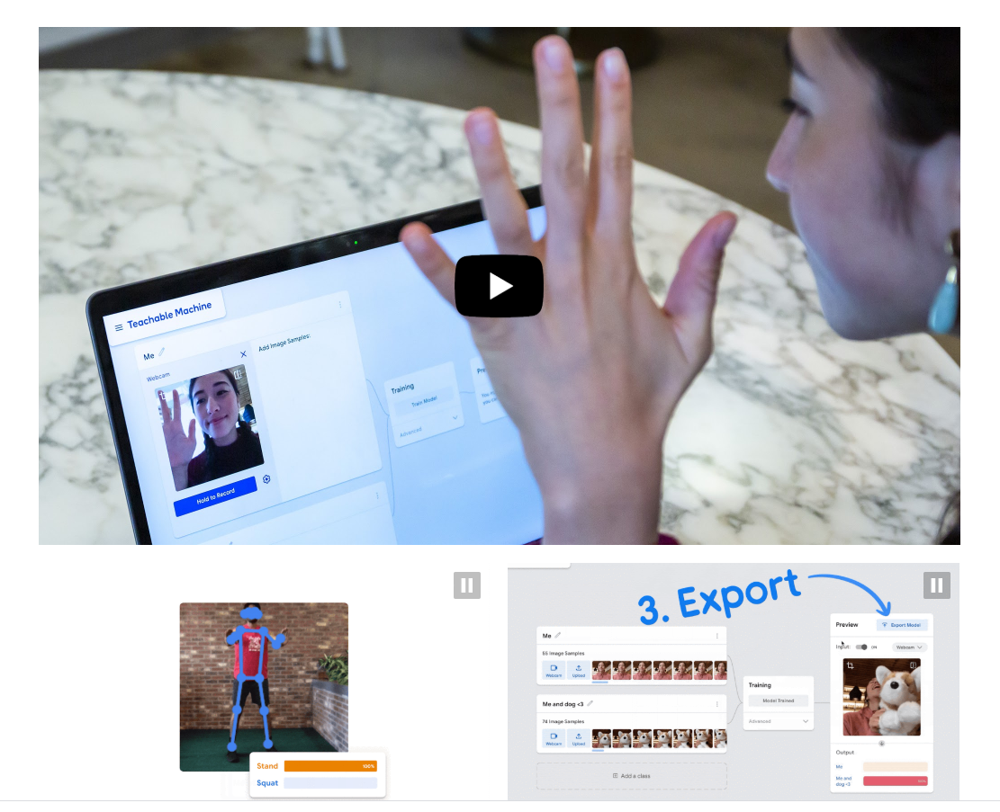 Teachable Machine
Me
Webcam
Add Image Samples:
Hold to Record
Training
Train Model
Advanced
Stand 100%
Squat
3. Export
Me
55 Image Samples
Webcam
Upload
Me and dog <3
74 Image Samples
Webcam
Upload
Add a class
Training
Model Trained
Advanced
Preview
Export Model
Input:
ON
Webcam
Output
Me
Me and
dog <3